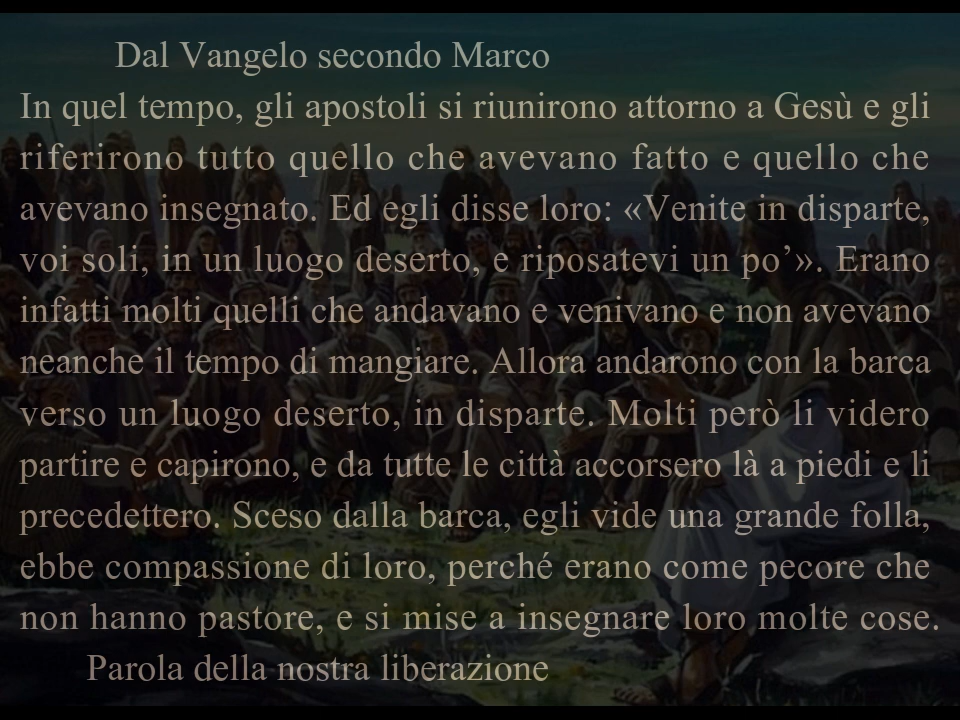 Dal Vangelo secondo Marco
In quel tempo, gli apostoli si riunirono attorno a Gesù e gli
riferirono tutto quello che avevano fatto e quello che
avevano insegnato. Ed egli disse loro: «Venite in disparte,
voi soli, in un luogo deserto, e riposatevi un po’». Erano
infatti molti quelli che andavano e venivano e non avevano
neanche il tempo di mangiare. Allora andarono con la barca
verso un luogo deserto, in disparte. Molti però li videro
partire e capirono, e da tutte le città accorsero là a piedi e li
precedettero. Sceso dalla barca, egli vide una grande folla,
ebbe compassione di loro, perché erano come pecore che
non hanno pastore, e si mise a insegnare loro molte cose.
Parola della nostra liberazione